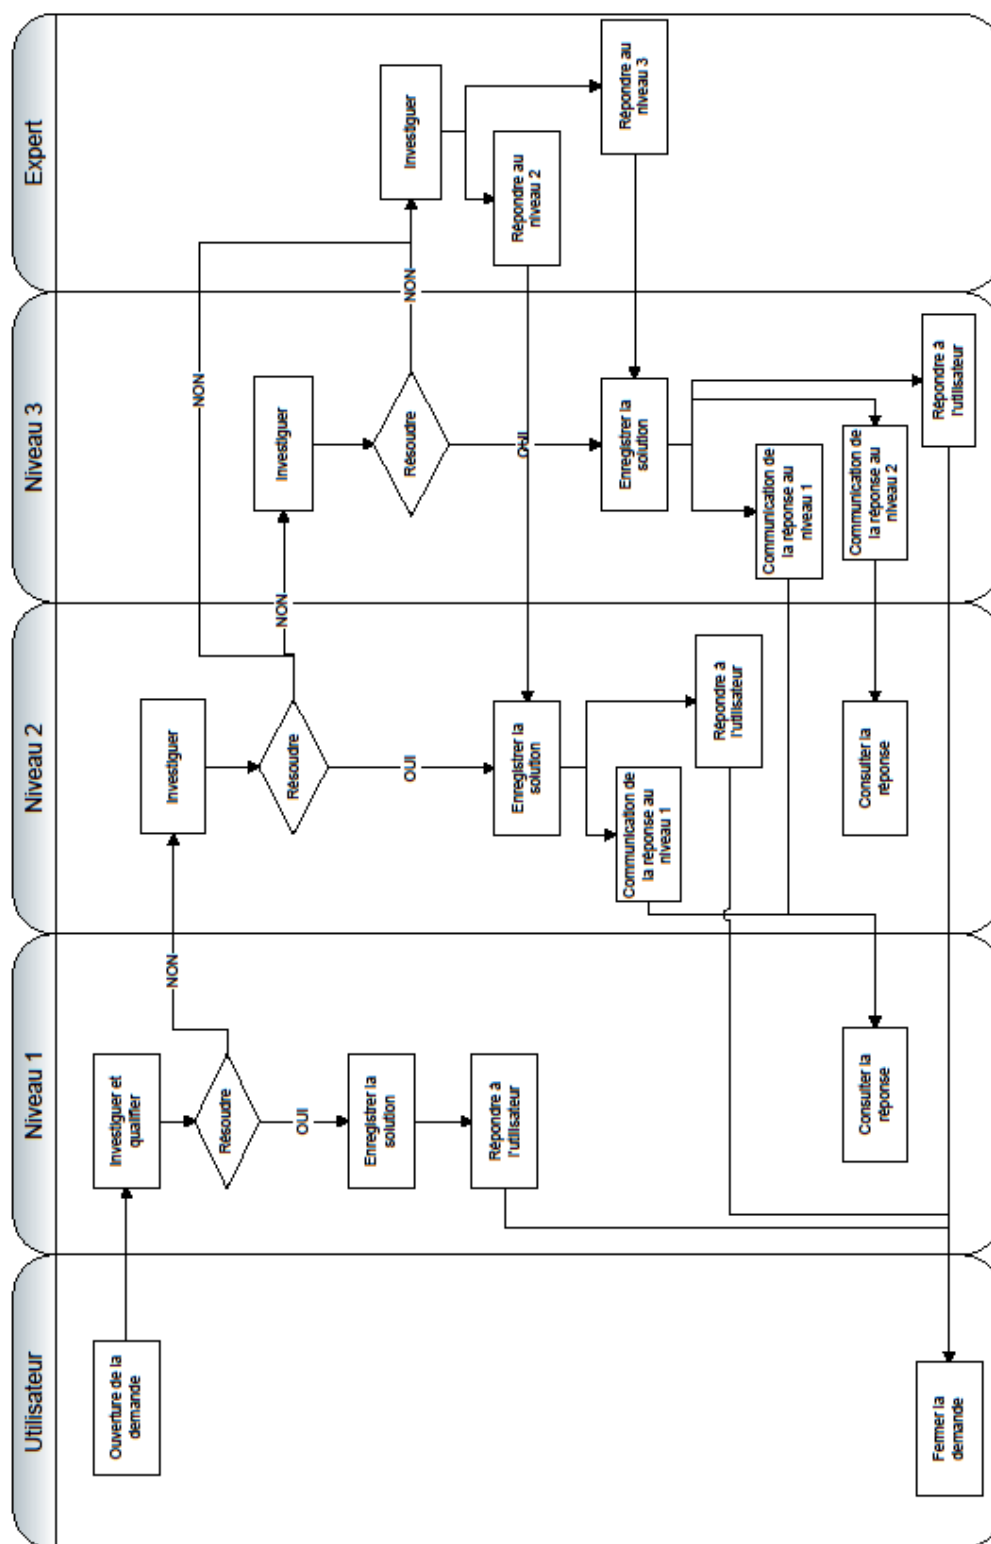 Utilisateur
Niveau 1
Niveau 2
Niveau 3
Expert
Ouverture de la
demande
Investiguer et
qualifier
Investiguer
NON
NON
Résoudre
Investiguer
NON
Résoudre
OUI
Enregistrer la
solution
OUI
Résoudre
NON
Investiguer
Répondre à
l'utilisateur
Enregistrer la
solution
OUI
Répondre au
niveau 2
Communication de
la réponse au
niveau 1
Enregistrer la
solution
Répondre au
niveau 3
Répondre à
l'utilisateur
Communication de
la réponse au
niveau 1
Consulter la
réponse
Consulter la
réponse
Communication de
la réponse au
niveau 2
Fermer la
demande
Répondre à
l'utilisateur